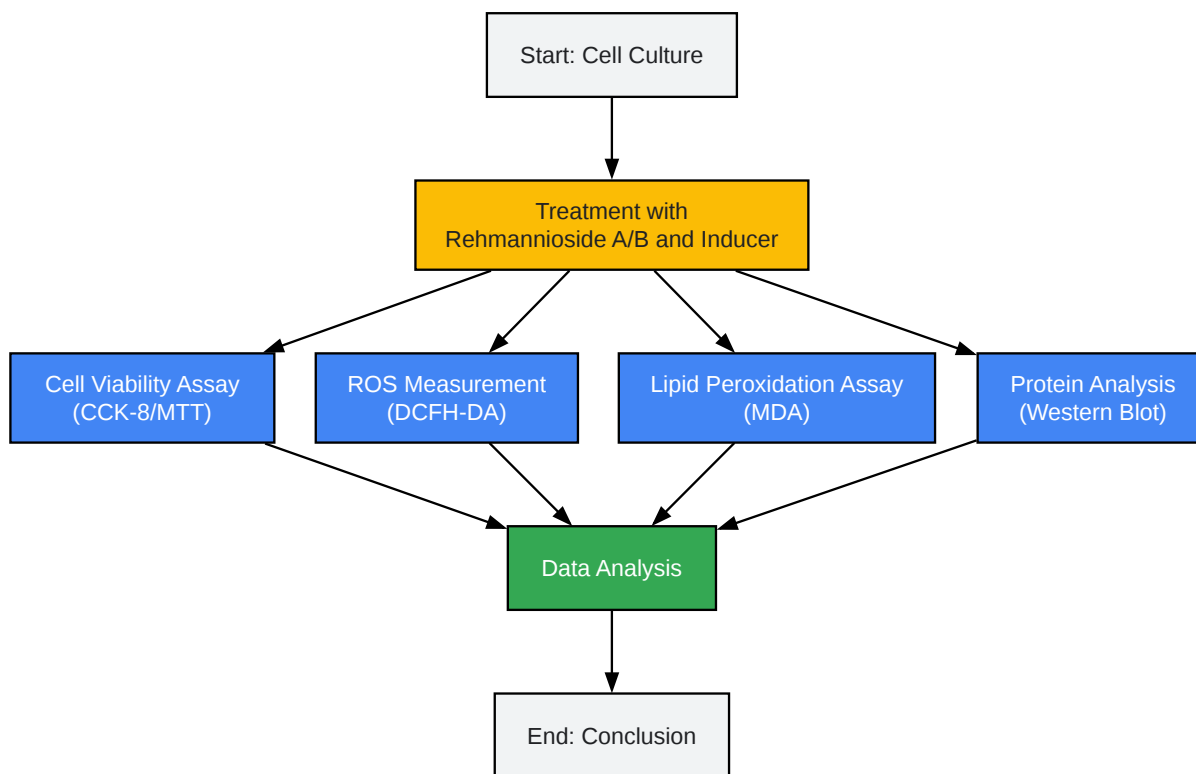 Start: Cell Culture
Treatment with
Rehmannioside A/B and Inducer
Cell Viability Assay
(CCK-8/MTT)
ROS Measurement
(DCFH-DA)
Lipid Peroxidation Assay
(MDA)
Protein Analysis
(Western Blot)
Data Analysis
End: Conclusion